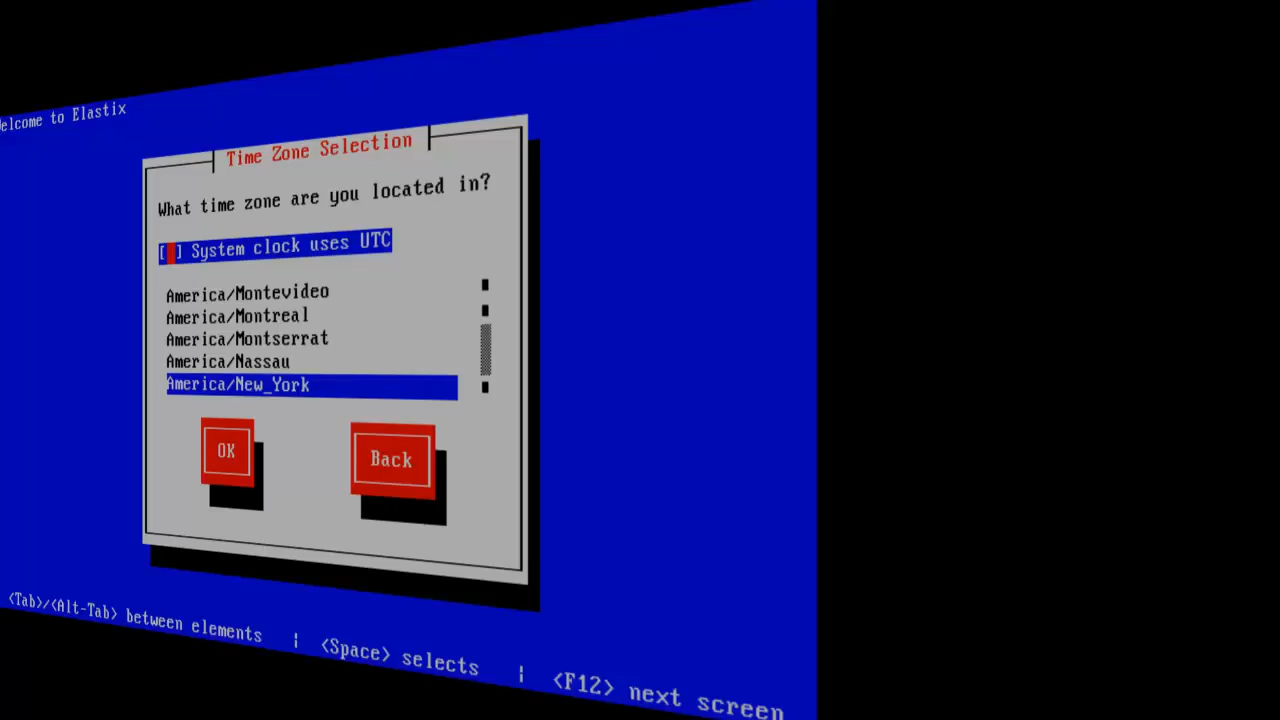 elcome to Elastix
Time Zone Selection
What time zone are you located in?
[ ] System clock uses UTC
America/Montevideo
America/Montreal
America/Montserrat
America/Nassau
America/New_York
OK
Back
<Tab>/<Alt-Tab> between elements | <Space> selects | <F12> next screen